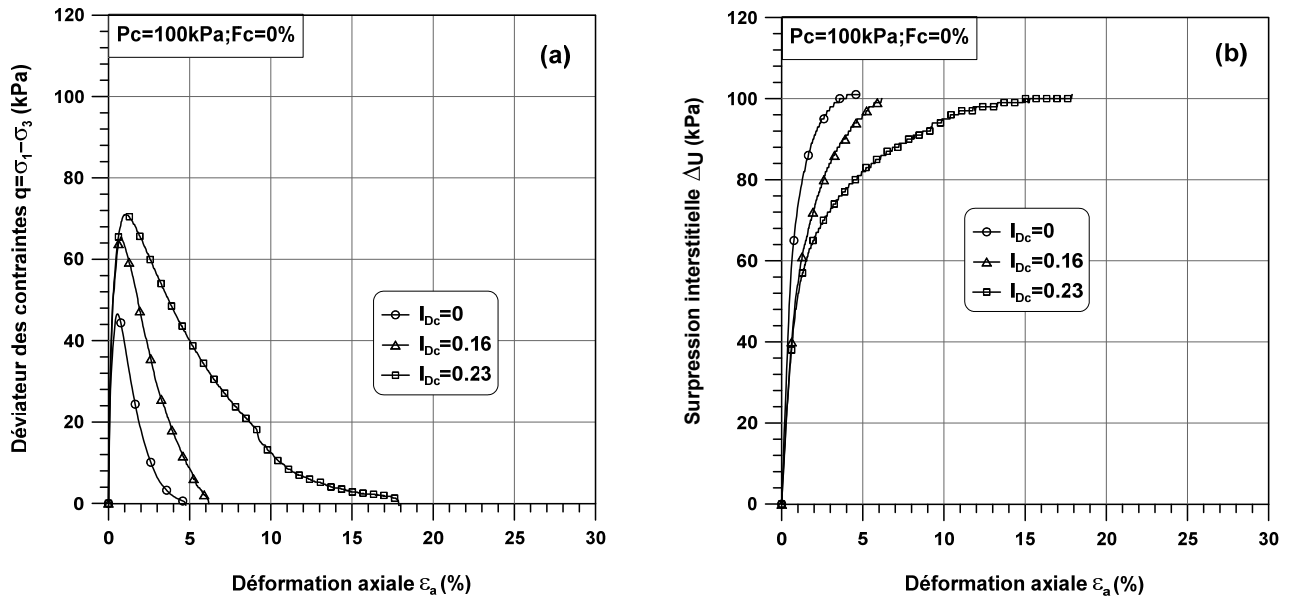 Pc=100kPa;Fc=0%
(a)
Déviateur des contraintes q=σ1–σ3 (kPa)
120
100
80
60
40
20
0
IDc=0
IDc=0.16
IDc=0.23
0 5 10 15 20 25 30
Déformation axiale εa (%)
Pc=100kPa;Fc=0%
(b)
Surpression interstitielle ΔU (kPa)
120
100
80
60
40
20
0
IDc=0
IDc=0.16
IDc=0.23
0 5 10 15 20 25 30
Déformation axiale εa (%)